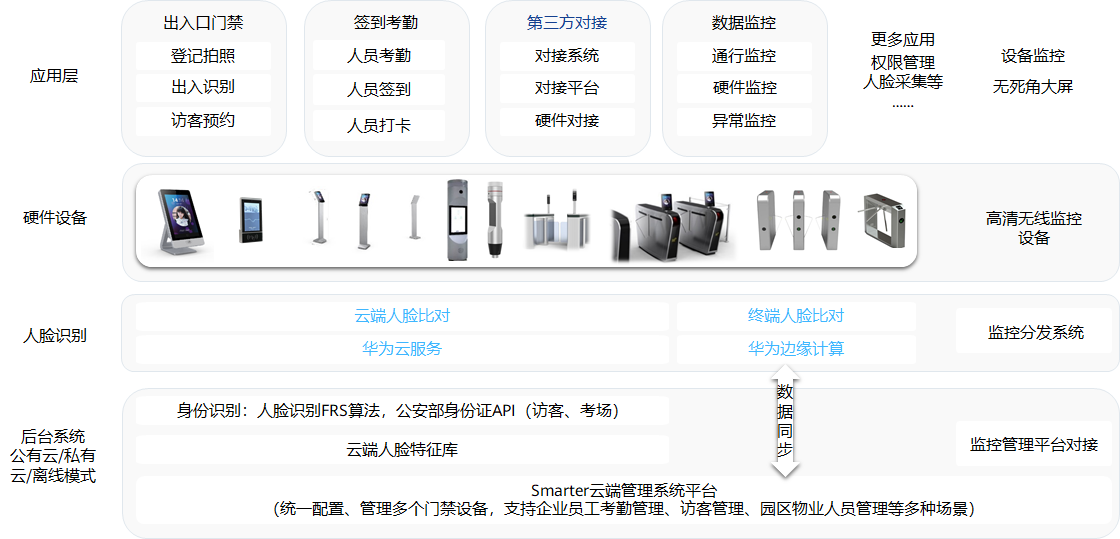 应用层
出入口门禁
登记拍照
出入识别
访客预约
签到考勤
人员考勤
人员签到
人员打卡
第三方对接
对接系统
对接平台
硬件对接
数据监控
通行监控
硬件监控
异常监控
更多应用
权限管理
人脸采集等
......
设备监控
无死角大屏
硬件设备
高清无线监控
设备
人脸识别
云端人脸比对
华为云服务
终端人脸比对
华为边缘计算
监控分发系统
数
据
同
步
后台系统
公有云/私有
云/离线模式
身份识别：人脸识别FRS算法，公安部身份证API（访客、考场）
云端人脸特征库
监控管理平台对接
Smarter云端管理系统平台
（统一配置、管理多个门禁设备，支持企业员工考勤管理、访客管理、园区物业人员管理等多种场景）